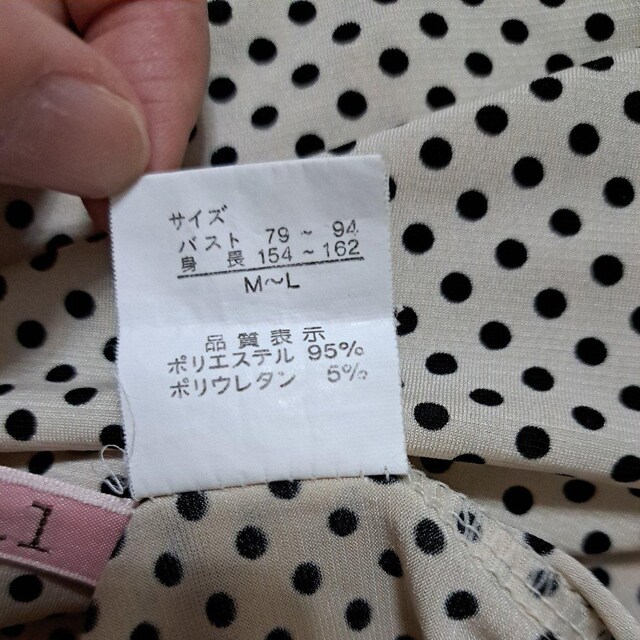 サイズ
バスト 79～94
身長 154～162
M～L
品質表示
ポリエステル 95%
ポリウレタン 5%